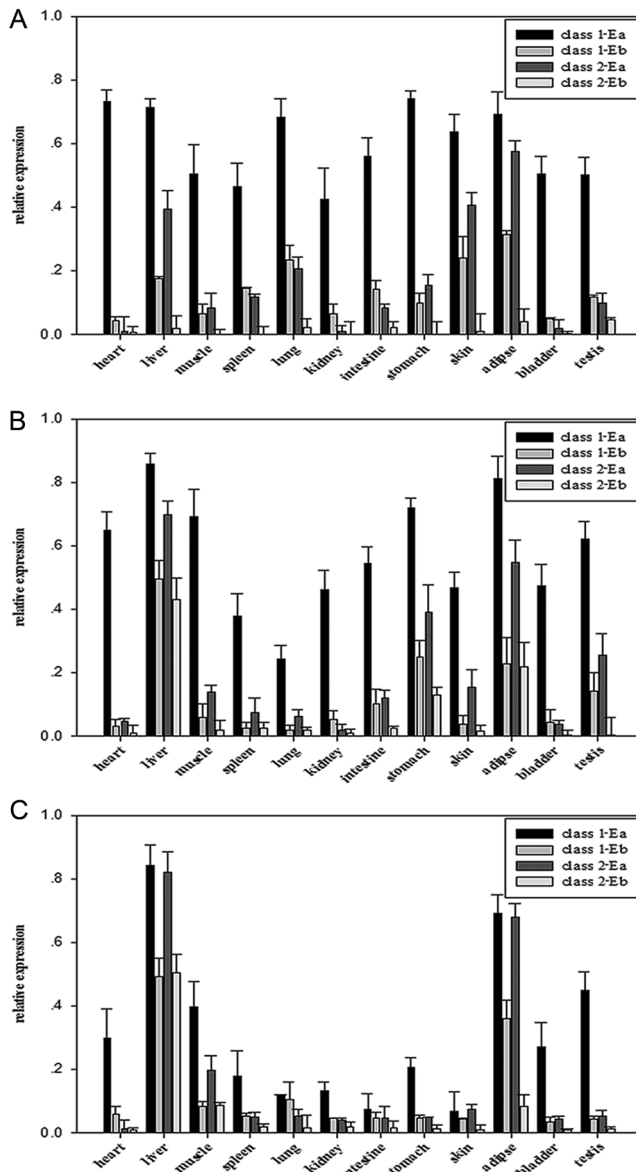 A
1.0
.8
.6
.4
.2
0.0
relative expression
class 1-Ea
class 1-Eb
class 2-Ea
class 2-Eb
heart
liver
muscle
spleen
lung
kidney
intestine
stomach
skin
adipse
bladder
testis
B
1.0
.8
.6
.4
.2
0.0
relative expression
class 1-Ea
class 1-Eb
class 2-Ea
class 2-Eb
heart
liver
muscle
spleen
lung
kidney
intestine
stomach
skin
adipse
bladder
testis
C
1.0
.8
.6
.4
.2
0.0
relative expression
class 1-Ea
class 1-Eb
class 2-Ea
class 2-Eb
heart
liver
muscle
spleen
lung
kidney
intestine
stomach
skin
adipse
bladder
testis